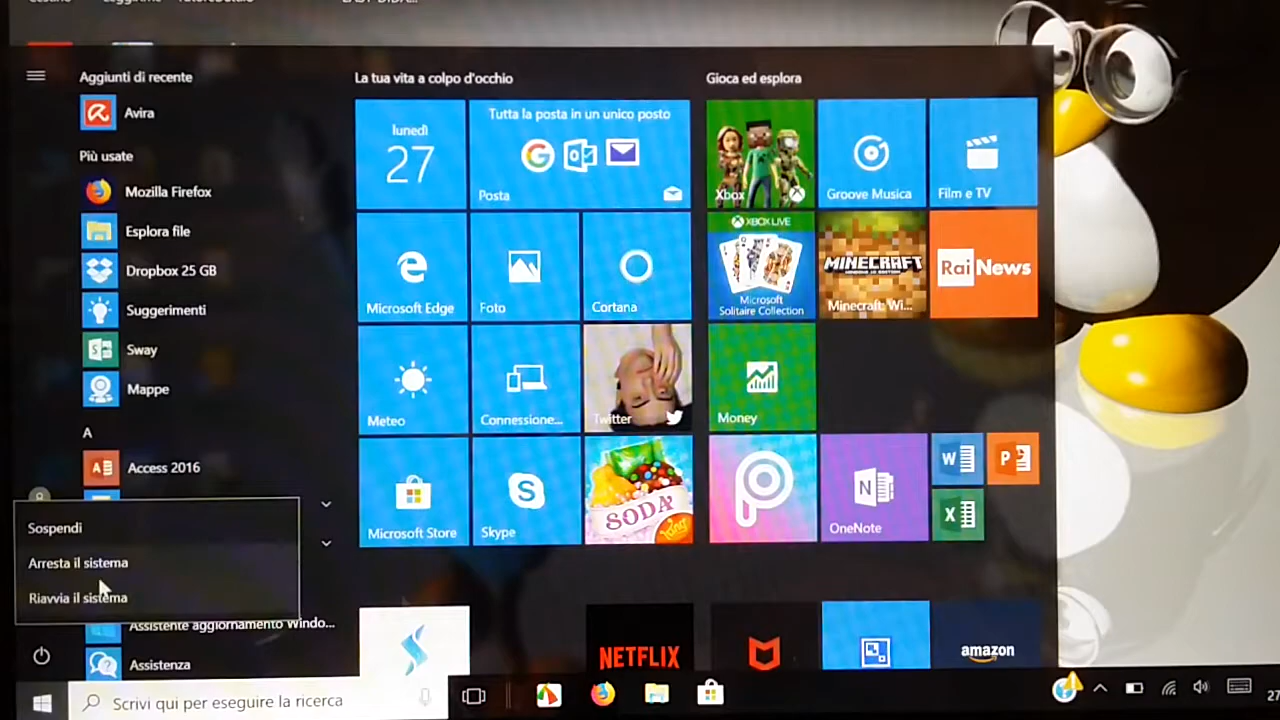 Aggiunti di recente
Avira
Più usate
Mozilla Firefox
Esplora file
Dropbox 25 GB
Suggerimenti
Sway
Mappe
A
Access 2016
Sospendi
Arresta il sistema
Riavvia il sistema
Assistente aggiornamento Windo...
Assistenza
Scrivi qui per eseguire la ricerca
La tua vita a colpo d'occhio
lunedì
27
Tutta la posta in un unico posto
Posta
Microsoft Edge
Foto
Cortana
Meteo
Connessione...
Twitter
Microsoft Store
Skype
SODA
King
NETFLIX
Gioca ed esplora
Xbox
Groove Musica
Film e TV
XBOX LIVE
Microsoft
Solitaire Collection
MINECRAFT
Minecraft: Wi...
Rai News
Money
OneNote
amazon
27